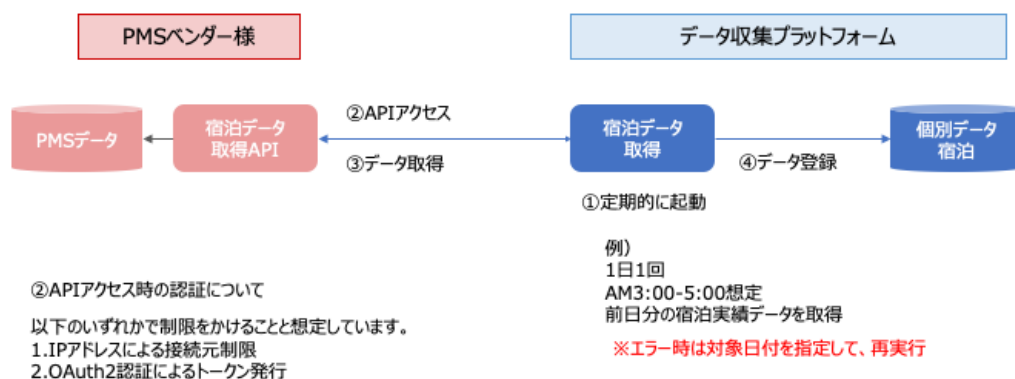 PMSベンダー様
データ収集プラットフォーム
PMSデータ
宿泊データ
取得API
②APIアクセス
③データ取得
宿泊データ
取得
④データ登録
個別データ
宿泊
①定期的に起動
例）
1日1回
AM3:00-5:00想定
前日分の宿泊実績データを取得
※エラー時は対象日付を指定して、再実行
②APIアクセス時の認証について
以下のいずれかで制限をかけることと想定しています。
1.IPアドレスによる接続元制限
2.OAuth2認証によるトークン発行